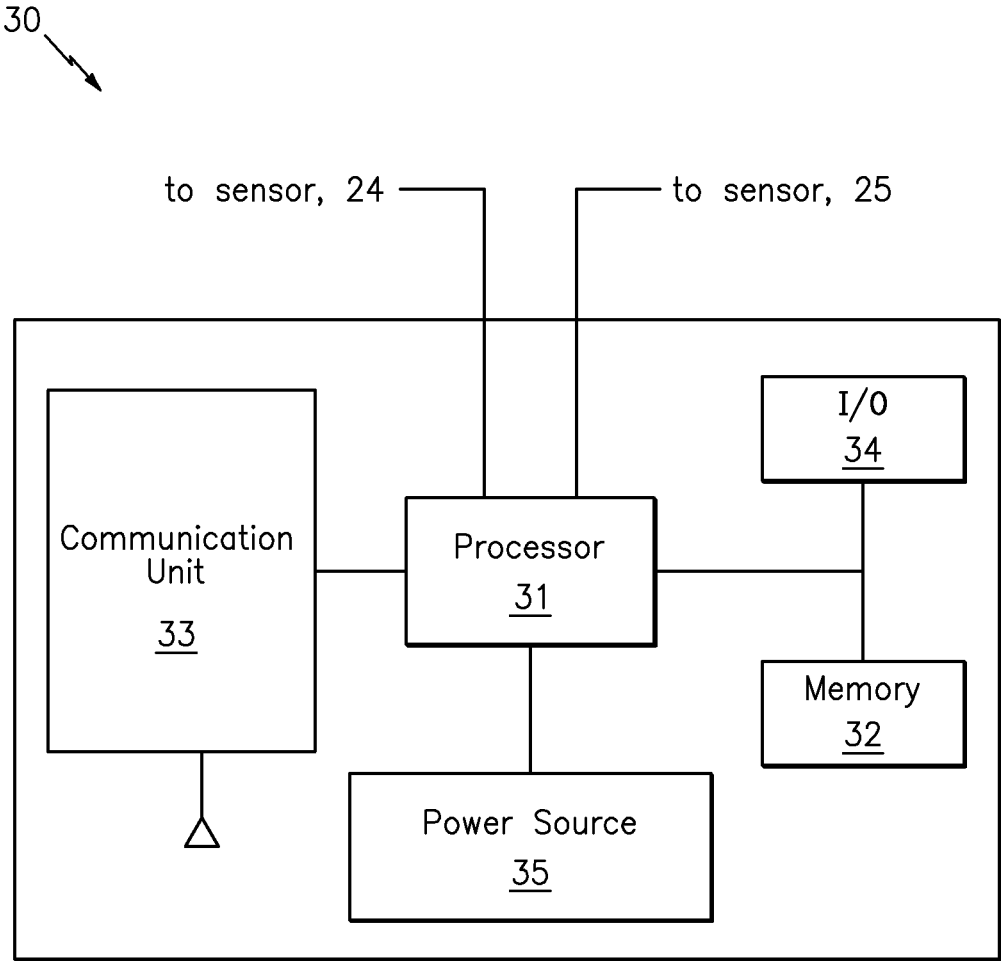 30
to sensor, 24
to sensor, 25
I/O
34
Communication
Unit
33
Processor
31
Memory
32
Power Source
35